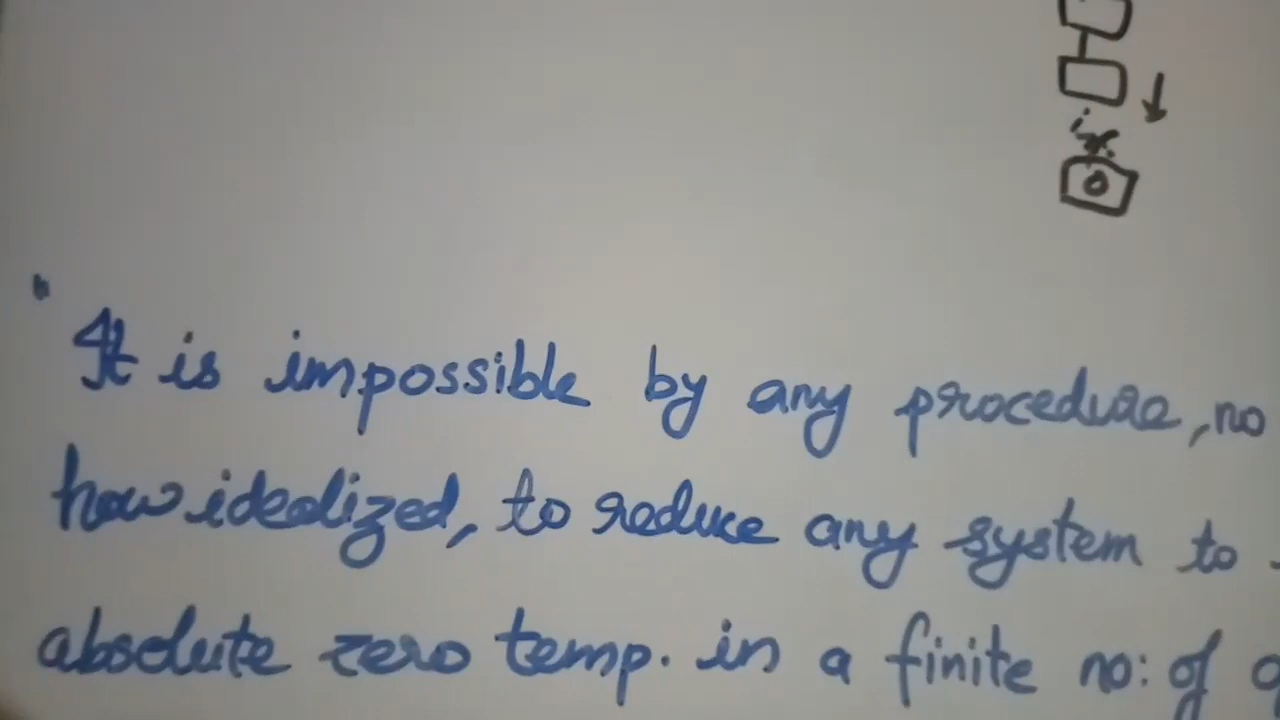 "It is impossible by any procedure, no
how idealized, to reduce any system to
absolute zero temp. in a finite no: of